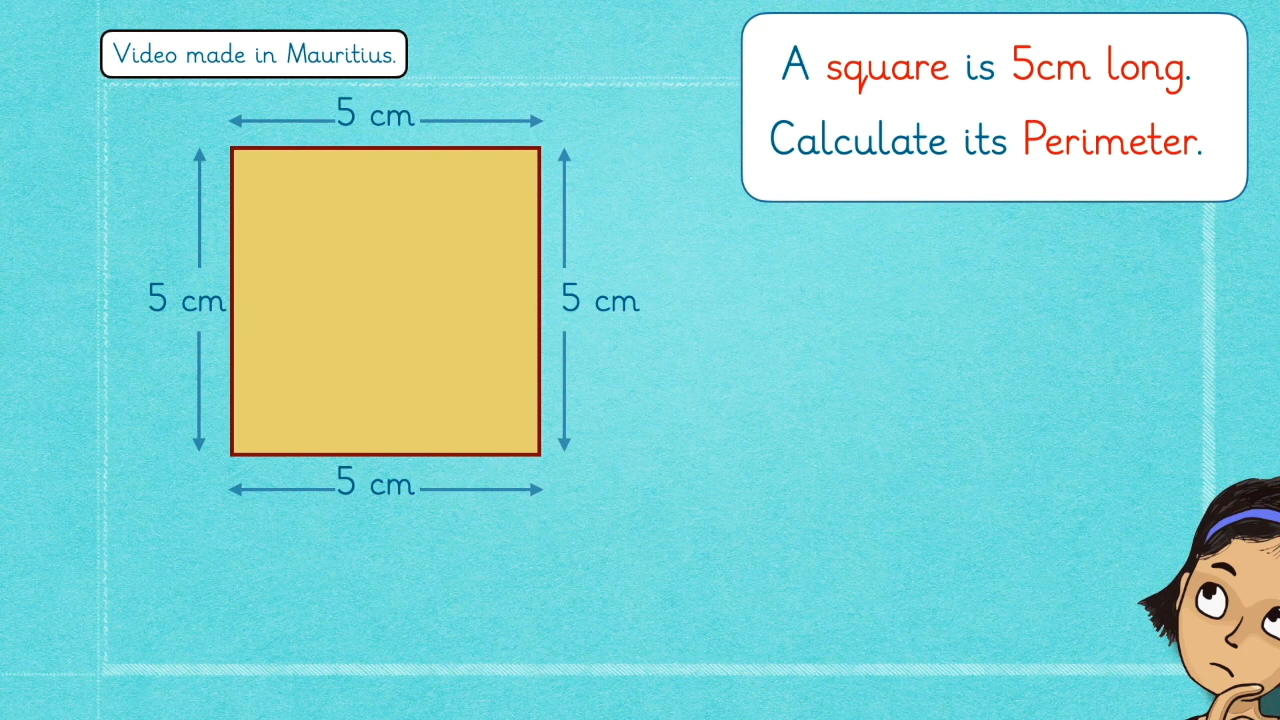 Video made in Mauritius.
A square is 5cm long.
Calculate its Perimeter.
5 cm
5 cm
5 cm
5 cm